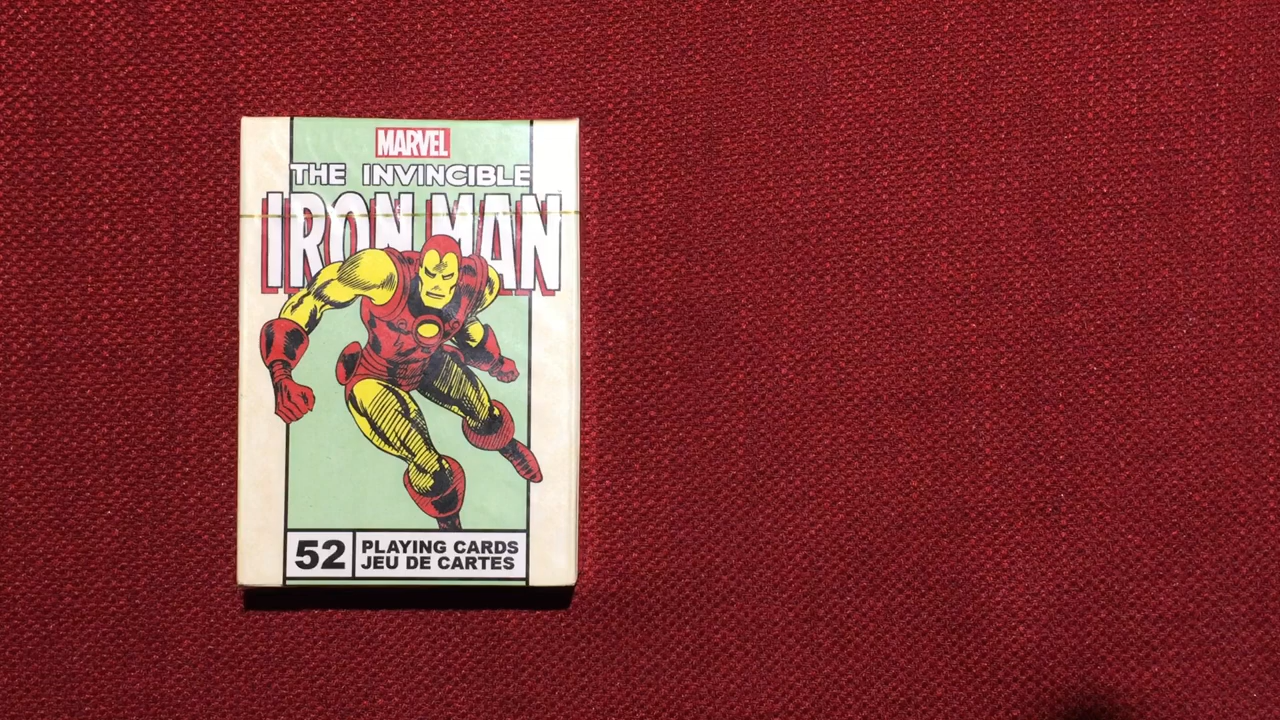 MARVEL
THE INVINCIBLE
IRON MAN
52
PLAYING CARDS
JEU DE CARTES